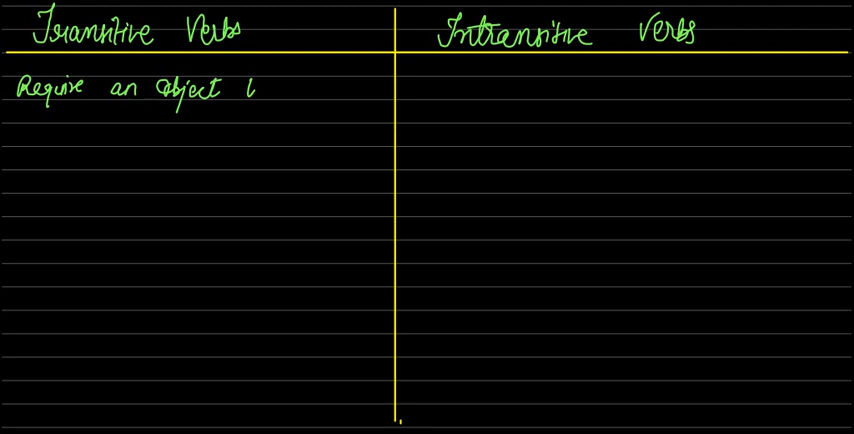 Transitive Verbs
Intransitive Verbs
Require an object